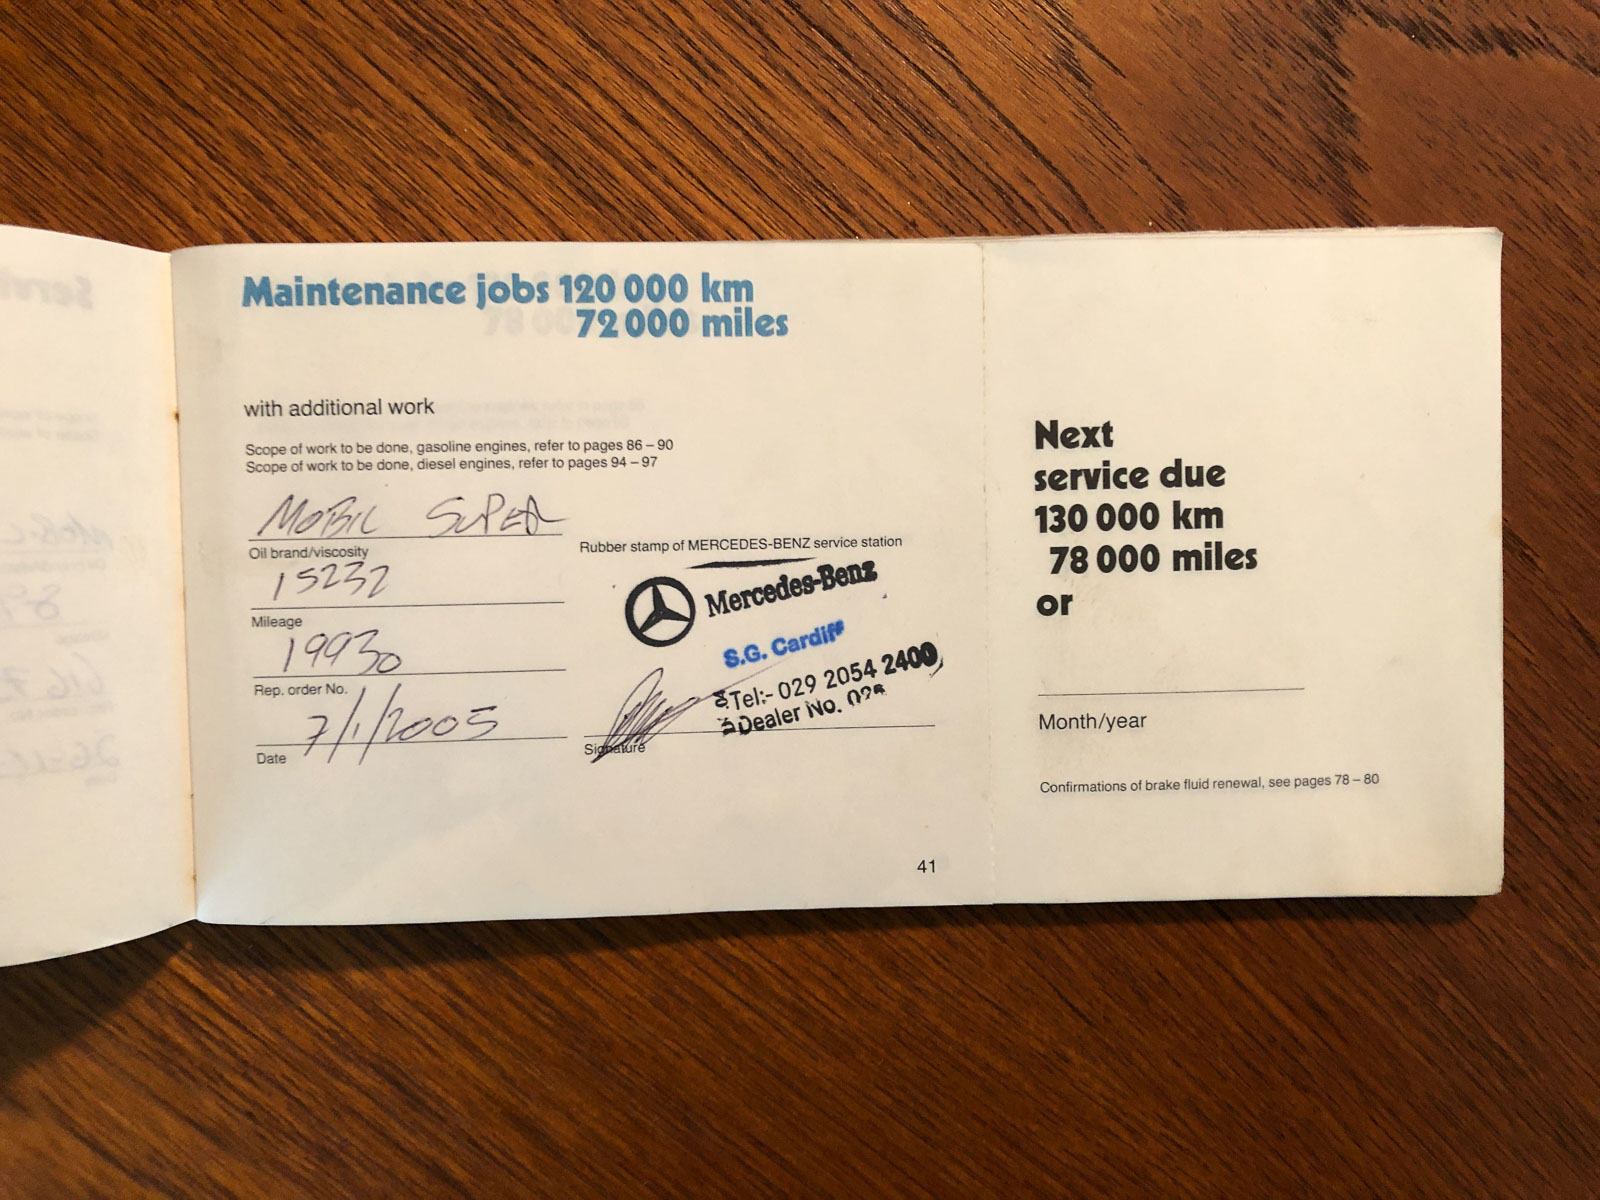 Maintenance jobs 120 000 km
72 000 miles
with additional work
Scope of work to be done, gasoline engines, refer to pages 86 – 90
Scope of work to be done, diesel engines, refer to pages 94 – 97
MOBIL SUPER
Oil brand/viscosity
15232
Mileage
19930
Rep. order No.
7/1/2005
Date
Rubber stamp of MERCEDES-BENZ service station
Mercedes-Benz
S.G. Cardiff
Tel:- 029 2054 2400
Dealer No.
Signature
41
Next
service due
130 000 km
78 000 miles
or
Month/year
Confirmations of brake fluid renewal, see pages 78 – 80